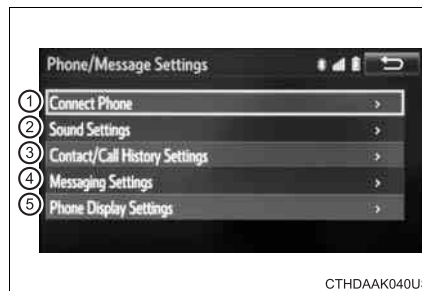 Phone/Message Settings
1 Connect Phone
2 Sound Settings
3 Contact/Call History Settings
4 Messaging Settings
5 Phone Display Settings
CTHDAAK040US